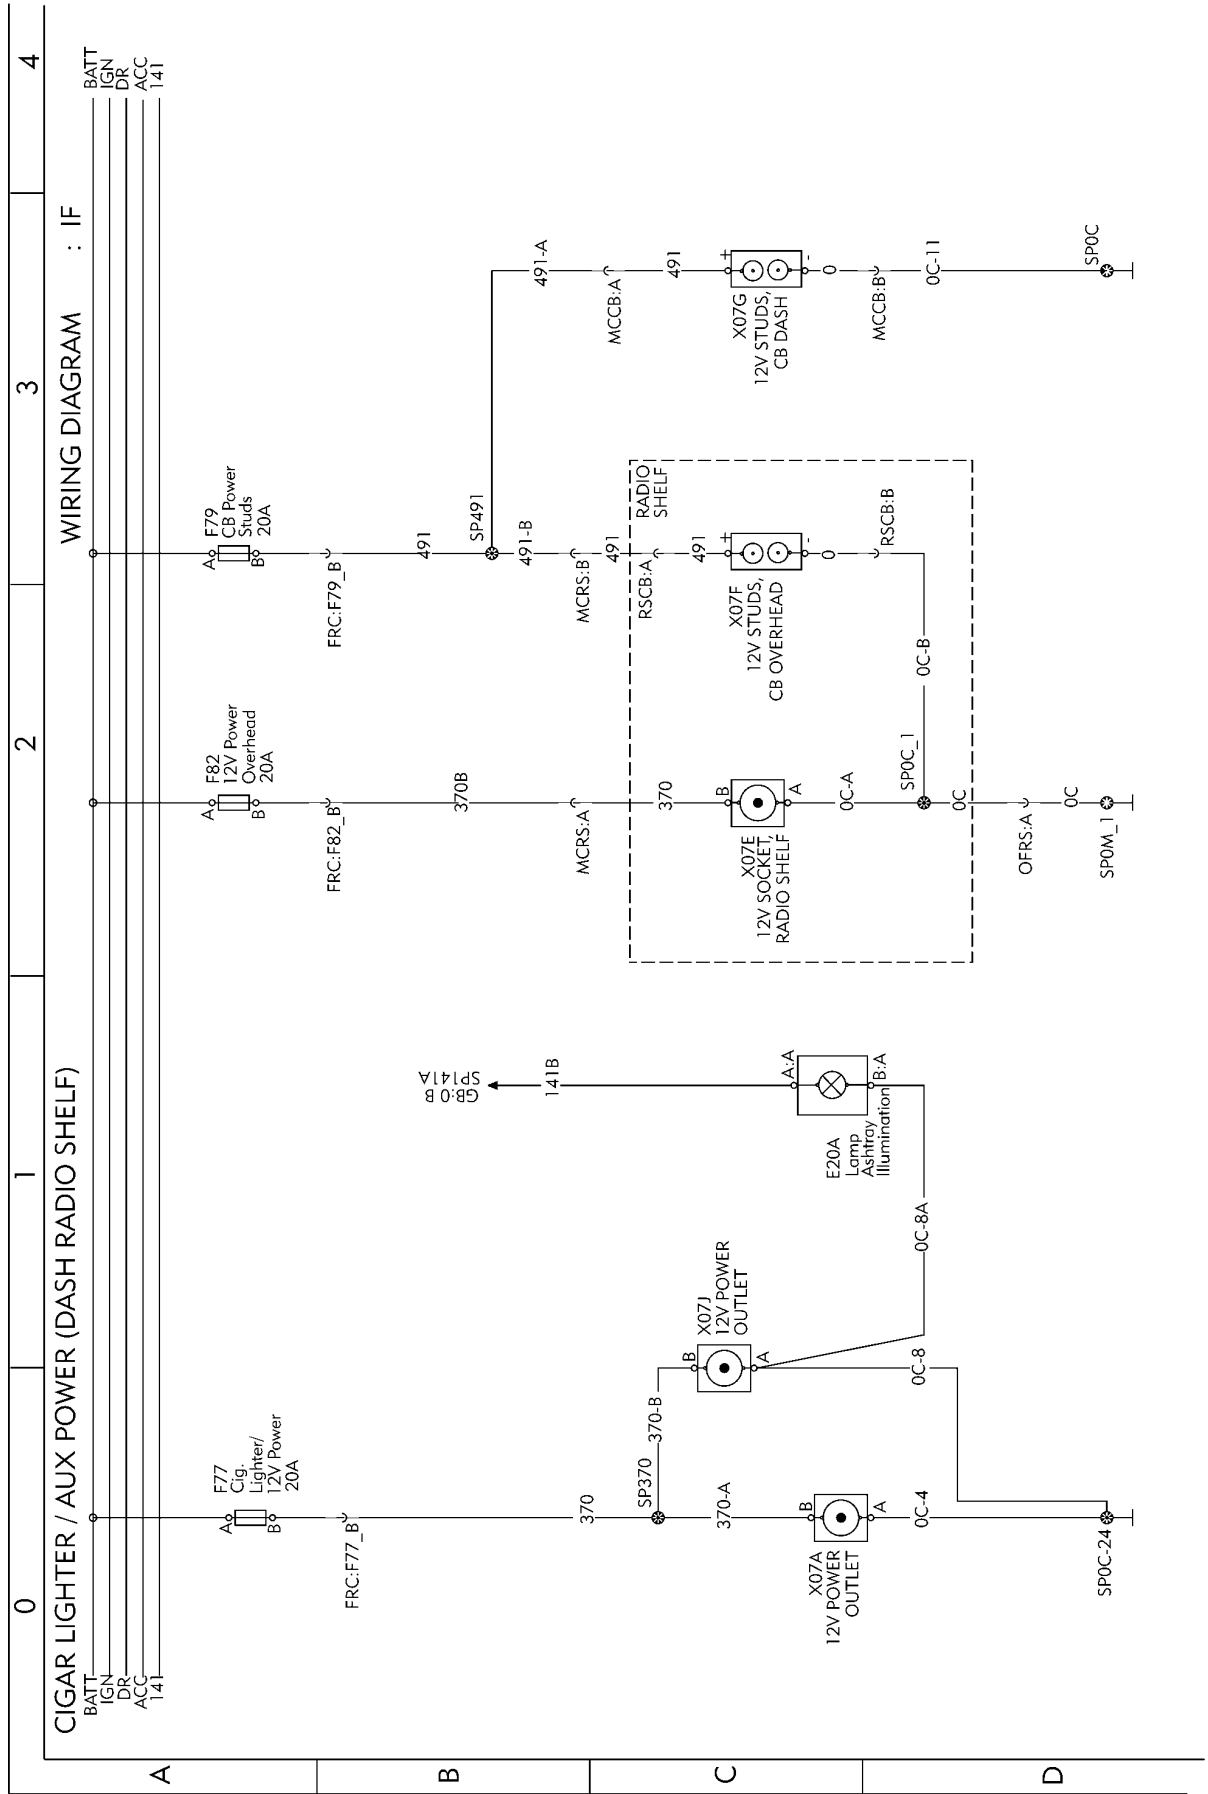 0
1
2
3
4
CIGAR LIGHTER / AUX POWER (DASH RADIO SHELF)
WIRING DIAGRAM : IF
BATT
IGN
DR
ACC
141
BATT
IGN
DR
ACC
141
A
B
C
D
A
B
F77
Cig.
Lighter/
12V Power
20A
FRC:F77_B
370
SP370
370-A
370-B
B
A
X07A
12V POWER
OUTLET
0C-4
SP0C-24
B
A
X07J
12V POWER
OUTLET
0C-8
0C-8A
GB:0.B
SP141A
141B
A:A
B:A
E20A
Lamp
Ashtray
Illumination
A
B
F82
12V Power
Overhead
20A
FRC:F82_B
370B
MCRS:A
370
B
A
X07E
12V SOCKET,
RADIO SHELF
0C-A
SP0C_1
0C
OFRS:A
0C
SP0M_1
A
B
F79
CB Power
Studs
20A
FRC:F79_B
491
SP491
491-B
MCRS:B
491
RSCB:A
RADIO
SHELF
491
+
-
X07F
12V STUDS,
CB OVERHEAD
0
RSCB:B
0C-B
491-A
MCCB:A
491
+
-
X07G
12V STUDS,
CB DASH
0
MCCB:B
0C-11
SP0C